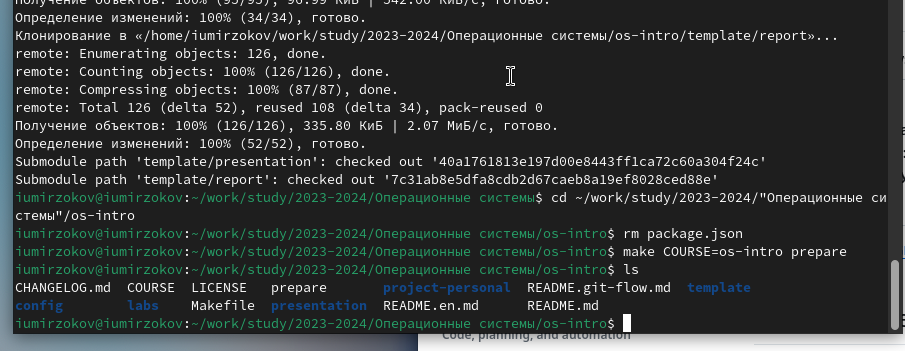 Получение объектов: 100% (95/95), 96.99 КиБ | 542.00 КиБ/с, готово.
Определение изменений: 100% (34/34), готово.
Клонирование в «/home/iumirzokov/work/study/2023-2024/Операционные системы/os-intro/template/report»...
remote: Enumerating objects: 126, done.
remote: Counting objects: 100% (126/126), done.
remote: Compressing objects: 100% (87/87), done.
remote: Total 126 (delta 52), reused 108 (delta 34), pack-reused 0
Получение объектов: 100% (126/126), 335.80 КиБ | 2.07 МиБ/с, готово.
Определение изменений: 100% (52/52), готово.
Submodule path 'template/presentation': checked out '40a1761813e197d00e8443ff1ca72c60a304f24c'
Submodule path 'template/report': checked out '7c31ab8e5dfa8cdb2d67caeb8a19ef8028ced88e'
iumirzokov@iumirzokov:~/work/study/2023-2024/Операционные системы$ cd ~/work/study/2023-2024/"Операционные си
стемы"/os-intro
iumirzokov@iumirzokov:~/work/study/2023-2024/Операционные системы/os-intro$ rm package.json
iumirzokov@iumirzokov:~/work/study/2023-2024/Операционные системы/os-intro$ make COURSE=os-intro prepare
iumirzokov@iumirzokov:~/work/study/2023-2024/Операционные системы/os-intro$ ls
CHANGELOG.md COURSE LICENSE prepare project-personal README.git-flow.md template
config labs Makefile presentation README.en.md README.md
iumirzokov@iumirzokov:~/work/study/2023-2024/Операционные системы/os-intro$
Code, planning, and automation